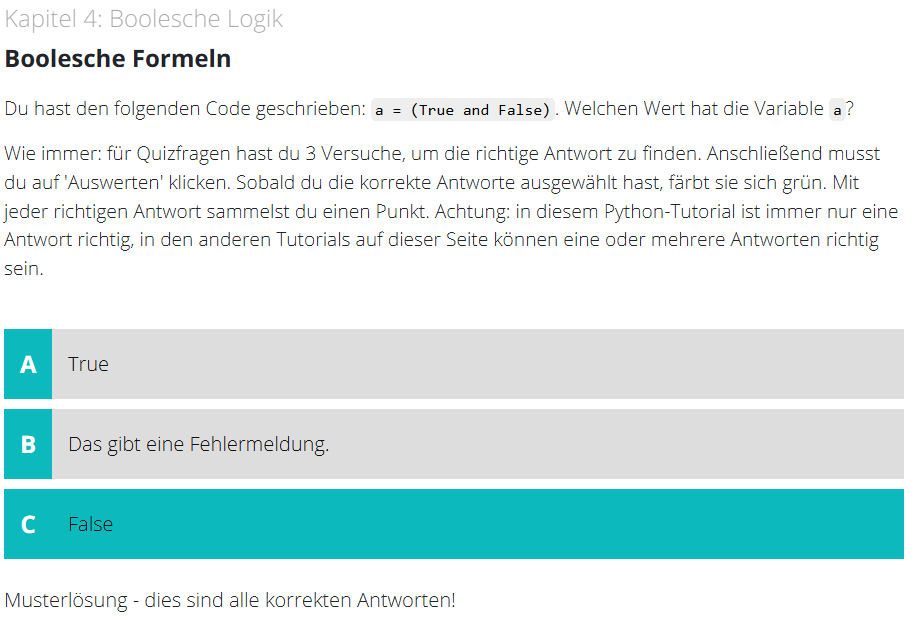 Kapitel 4: Boolesche Logik
Boolesche Formeln
Du hast den folgenden Code geschrieben: a = (True and False). Welchen Wert hat die Variable a?
Wie immer: für Quizfragen hast du 3 Versuche, um die richtige Antwort zu finden. Anschließend musst
du auf 'Auswerten' klicken. Sobald du die korrekte Antworte ausgewählt hast, färbt sie sich grün. Mit
jeder richtigen Antwort sammelst du einen Punkt. Achtung: in diesem Python-Tutorial ist immer nur eine
Antwort richtig, in den anderen Tutorials auf dieser Seite können eine oder mehrere Antworten richtig
sein.
A True
B Das gibt eine Fehlermeldung.
C False
Musterlösung - dies sind alle korrekten Antworten!